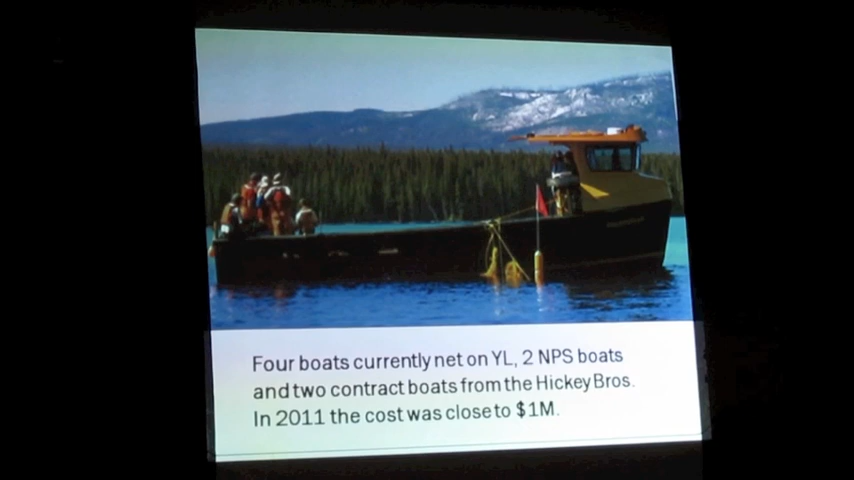 Four boats currently net on YL, 2 NPS boats
and two contract boats from the Hickey Bros.
In 2011 the cost was close to $1M.